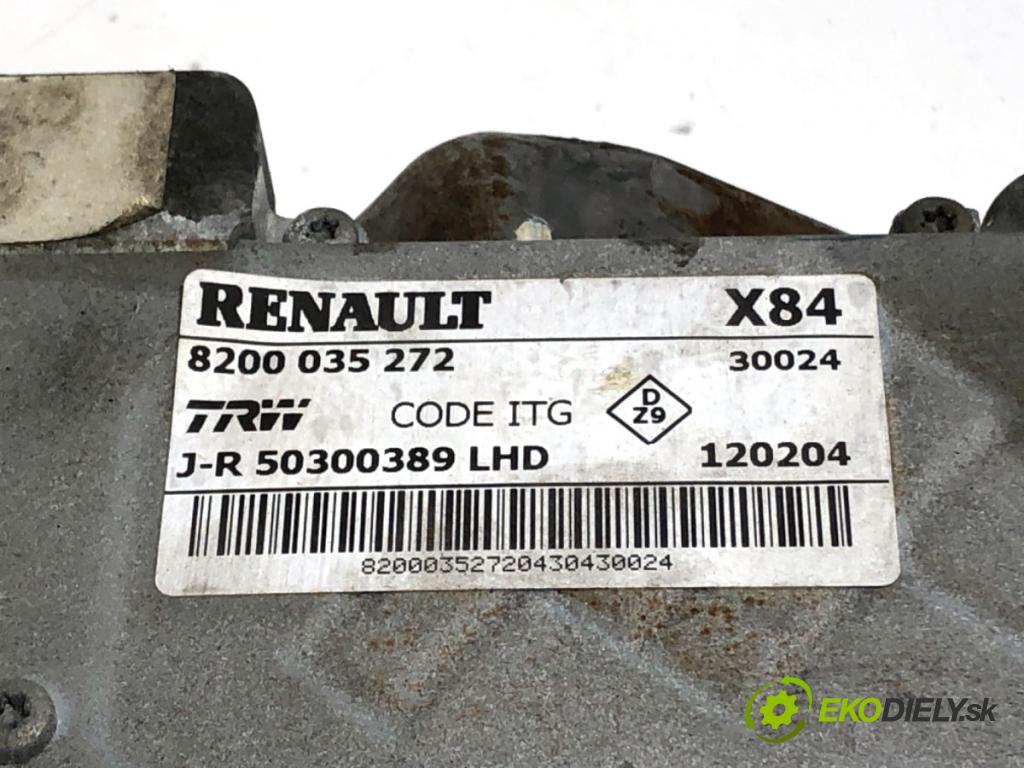 RENAULT X84
8200 035 272 30024
TRW CODE ITG D Z9
J-R 50300389 LHD 120204
82000352720430430024
EKODIELY.sk